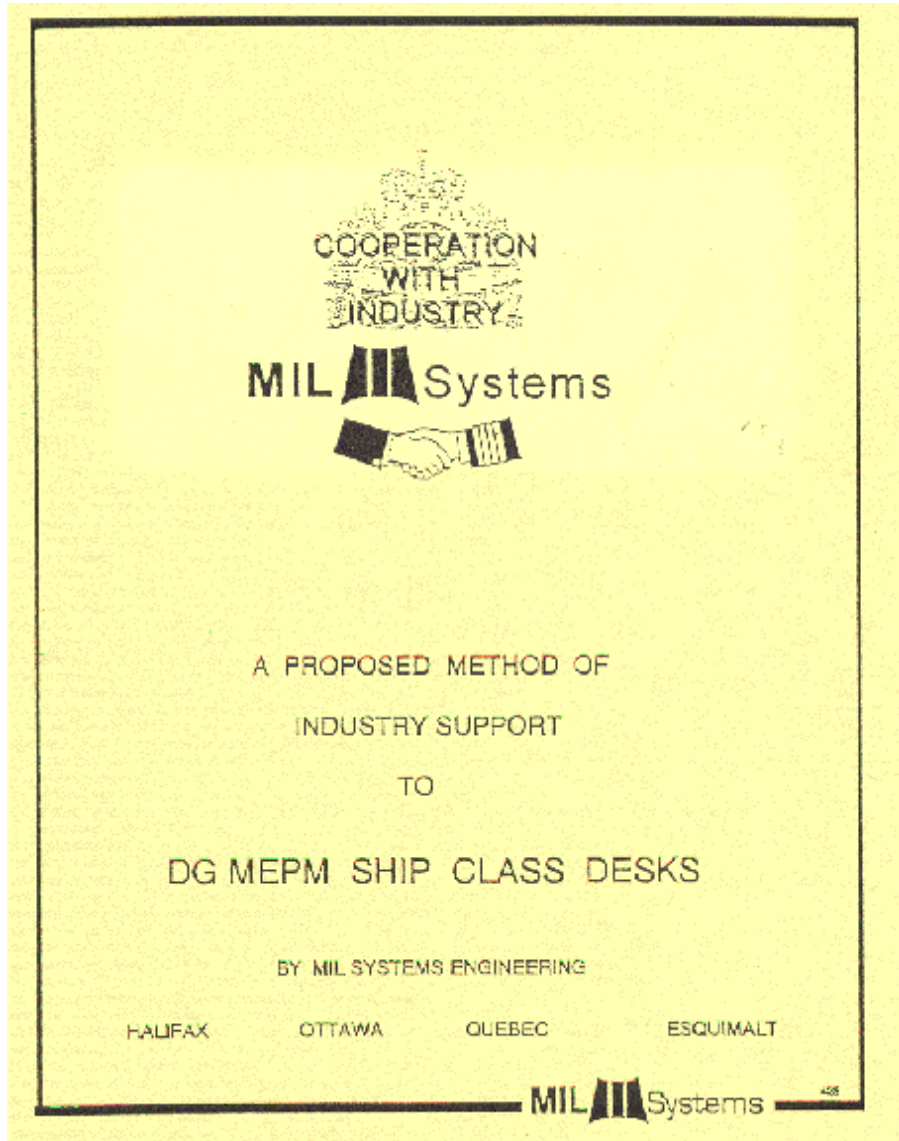 COOPERATION
WITH
INDUSTRY
MIL Systems
A PROPOSED METHOD OF
INDUSTRY SUPPORT
TO
DG MEPM SHIP CLASS DESKS
BY MIL SYSTEMS ENGINEERING
HALIFAX OTTAWA QUEBEC ESQUIMALT
MIL Systems